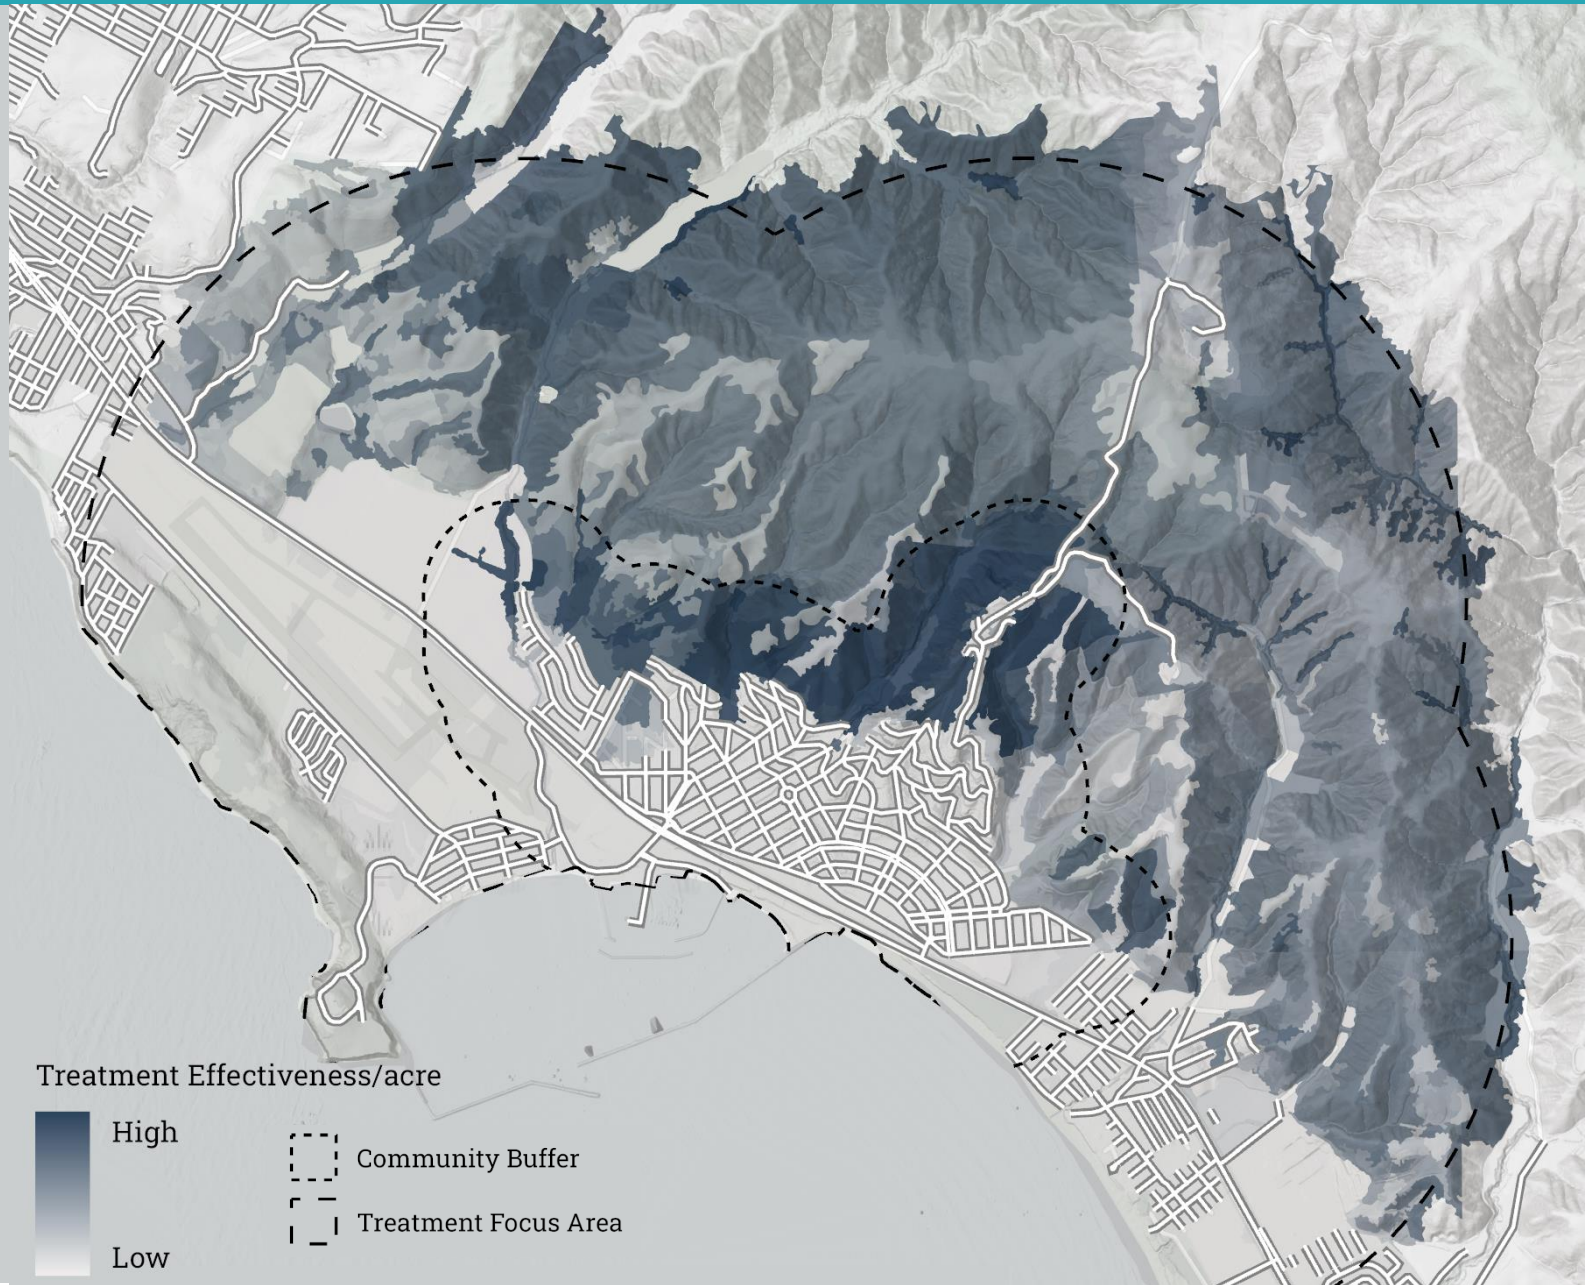 Treatment Effectiveness/acre
High
Low
Community Buffer
Treatment Focus Area